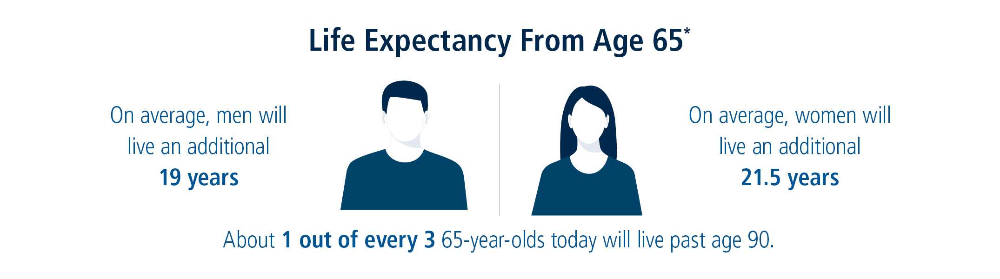 Life Expectancy From Age 65*
On average, men will
live an additional
19 years
On average, women will
live an additional
21.5 years
About 1 out of every 3 65-year-olds today will live past age 90.